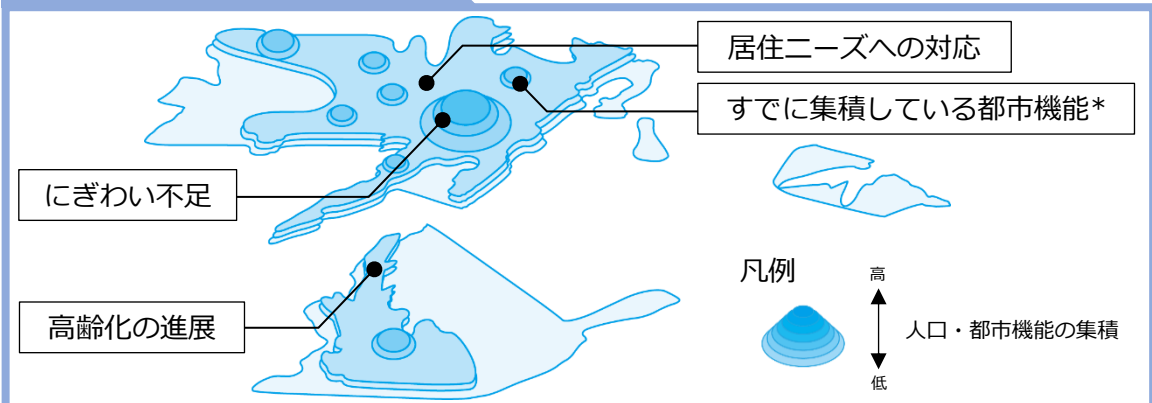 居住ニーズへの対応
すでに集積している都市機能*
にぎわい不足
高齢化の進展
凡例
高
人口・都市機能の集積
低